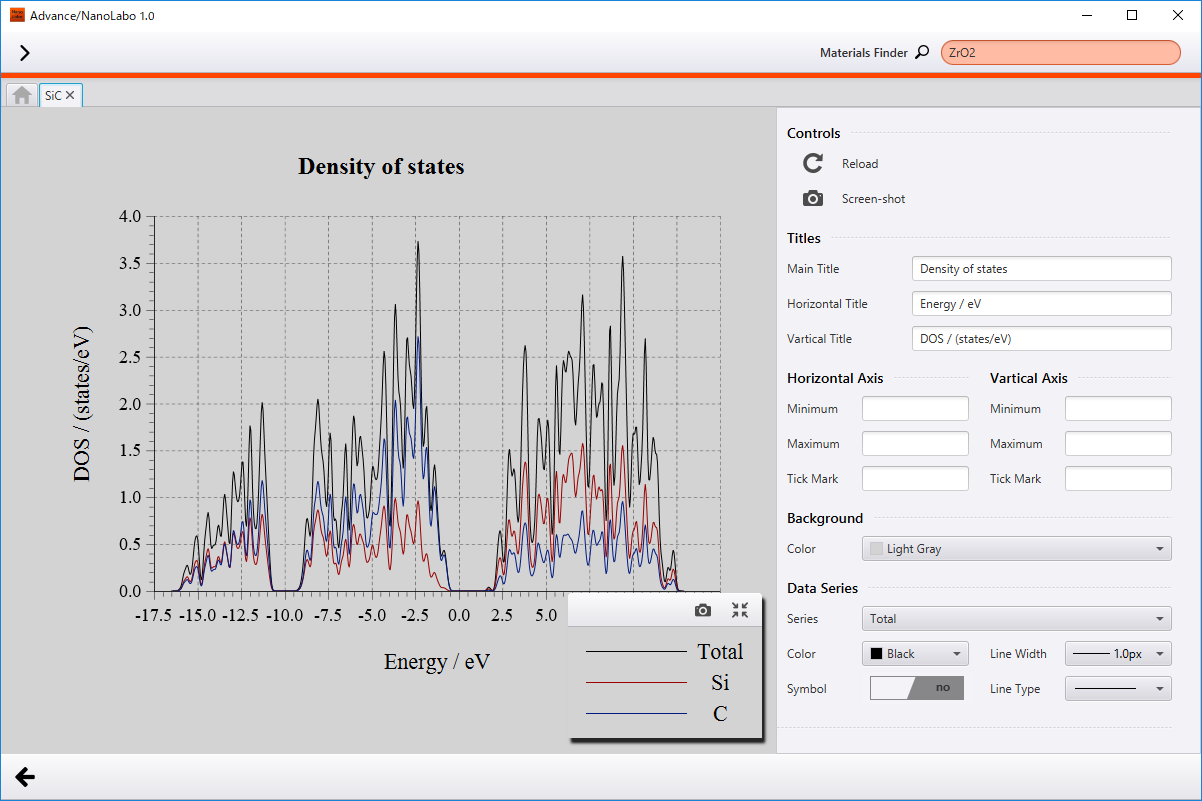 Advance/NanoLabo 1.0
Materials Finder ZrO2
SiC
Density of states
4.0
3.5
3.0
2.5
2.0
1.5
1.0
0.5
0.0
DOS / (states/eV)
-17.5 -15.0 -12.5 -10.0 -7.5 -5.0 -2.5 0.0 2.5 5.0
Energy / eV
Total
Si
C
Controls
Reload
Screen-shot
Titles
Main Title Density of states
Horizontal Title Energy / eV
Vartical Title DOS / (states/eV)
Horizontal Axis Vartical Axis
Minimum Minimum
Maximum Maximum
Tick Mark Tick Mark
Background
Color Light Gray
Data Series
Series Total
Color Black Line Width 1.0px
Symbol no Line Type